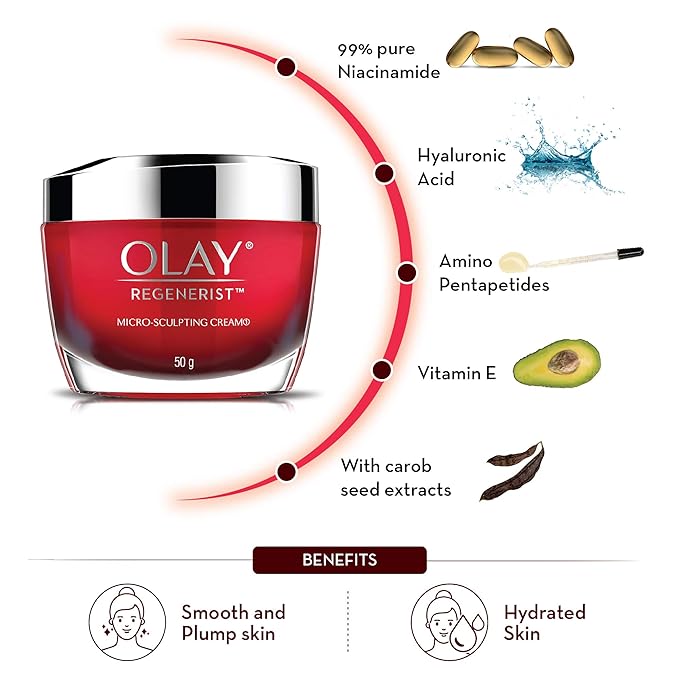 99% pure
Niacinamide
Hyaluronic
Acid
OLAY®
REGENERIST™
MICRO-SCULPTING CREAM
50 g
Amino
Pentapetides
Vitamin E
With carob
seed extracts
BENEFITS
Smooth and
Plump skin
Hydrated
Skin